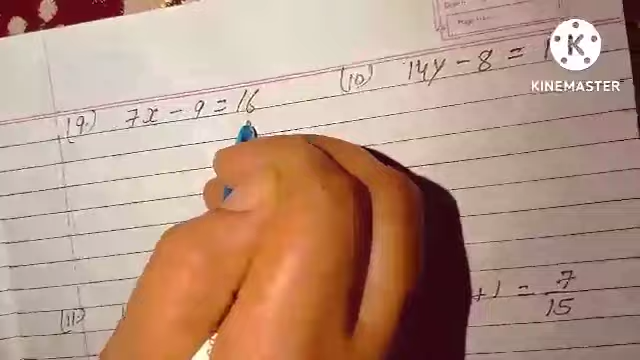 (9.) 7x - 9 = 16
(10) 14y - 8 =
K
KINEMASTER
(11)
+ 1 = 7/15